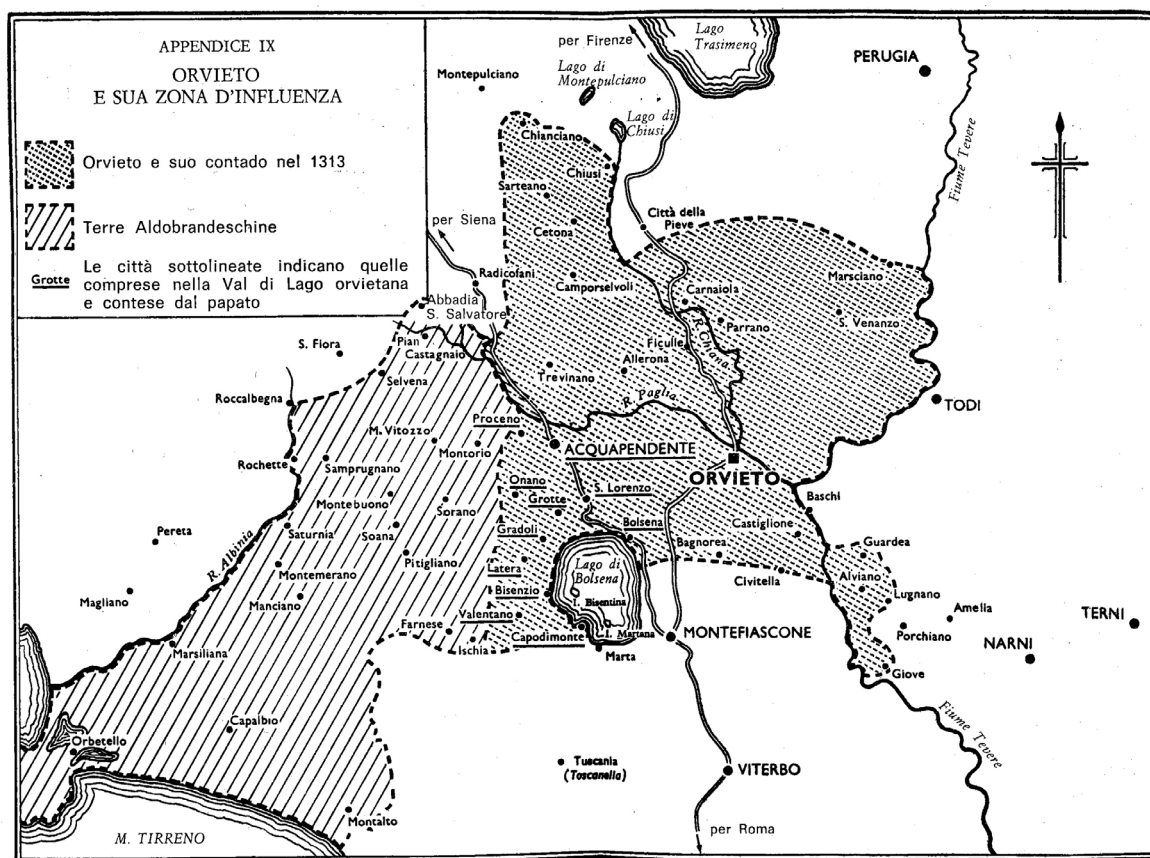 APPENDICE IX
ORVIETO
E SUA ZONA D'INFLUENZA
Orvieto e suo contado nel 1313
Terre Aldobrandeschine
Grotte Le città sottolineate indicano quelle
comprese nella Val di Lago orvietana
e contese dal papato
per Firenze
Lago
Trasimeno
PERUGIA
Montepulciano
Lago di
Montepulciano
Lago di
Chiusi
Chianciano
Chiusi
Sarteano
Cetona
Città della
Pieve
Fiume Tevere
per Siena
Radicofani
Camporselvoli
Marsciano
Carnaiola
Parrano
S. Venanzo
R. Chiana
Abbadia
S. Salvatore
Pian
Castagnaio
S. Fiora
Selvena
Ficulle
Allerona
Trevinano
Roccalbegna
R. Paglia
TODI
Proceno
M. Vitozzo
Montorio
ACQUAPENDENTE
ORVIETO
Rochette
Samprugnano
Montebuono
Sorano
Onano
Grotte
S. Lorenzo
Baschi
Castiglione
Pereta
R. Albinia
Saturnia
Soana
Gradoli
Bolsena
Bagnorea
Guardea
Pitigliano
Latera
Lago di
Bolsena
Civitella
Alviano
Montemerano
Magliano
Manciano
Bisenzio
I. Bisentina
Lugnano
Amelia
TERNI
Valentano
Farnese
Capodimonte
I. Martana
MONTEFIASCONE
Porchiano
NARNI
Marsiliana
Ischia
Marta
Giove
Capalbio
Fiume Tevere
Orbetello
Tuscania
(Toscanella)
VITERBO
Montalto
M. TIRRENO
per Roma